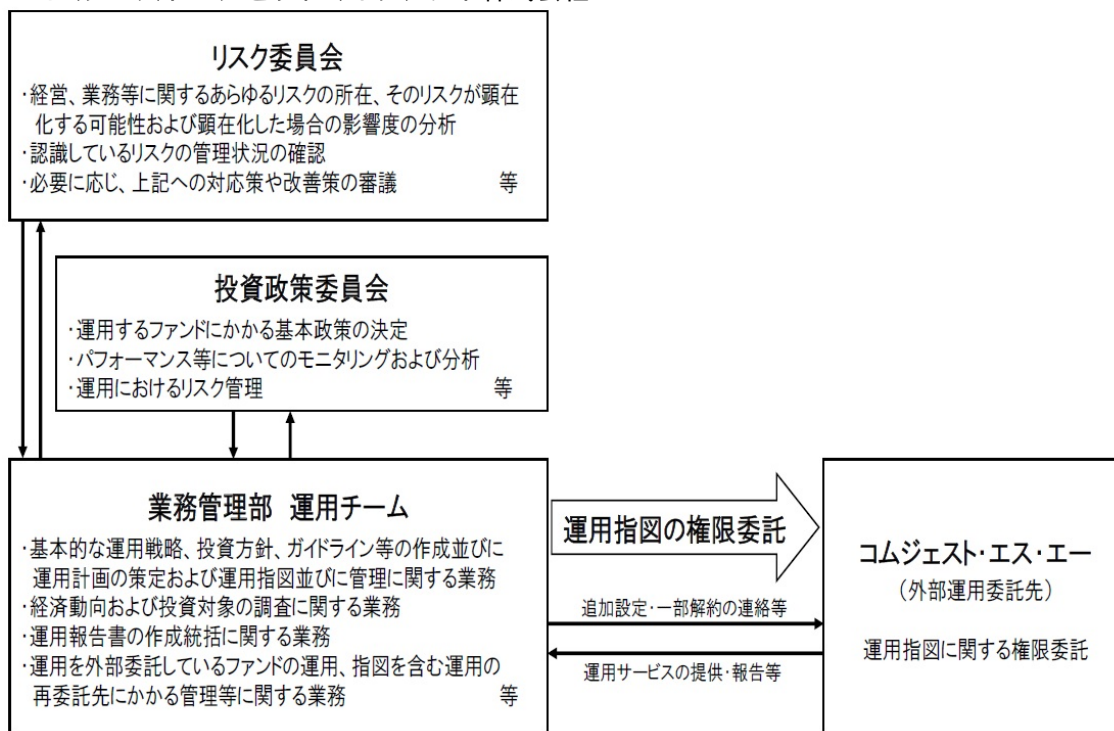 リスク委員会
・経営、業務等に関するあらゆるリスクの所在、そのリスクが顕在
化する可能性および顕在化した場合の影響度の分析
・認識しているリスクの管理状況の確認
・必要に応じ、上記への対応策や改善策の審議 等
投資政策委員会
・運用するファンドにかかる基本政策の決定
・パフォーマンス等についてのモニタリングおよび分析
・運用におけるリスク管理 等
業務管理部 運用チーム
・基本的な運用戦略、投資方針、ガイドライン等の作成並びに
運用計画の策定および運用指図並びに管理に関する業務
・経済動向および投資対象の調査に関する業務
・運用報告書の作成統括に関する業務
・運用を外部委託しているファンドの運用、指図を含む運用の
再委託先にかかる管理等に関する業務 等
運用指図の権限委託
追加設定・一部解約の連絡等
運用サービスの提供・報告等
コムジェスト・エス・エー
（外部運用委託先）
運用指図に関する権限委託